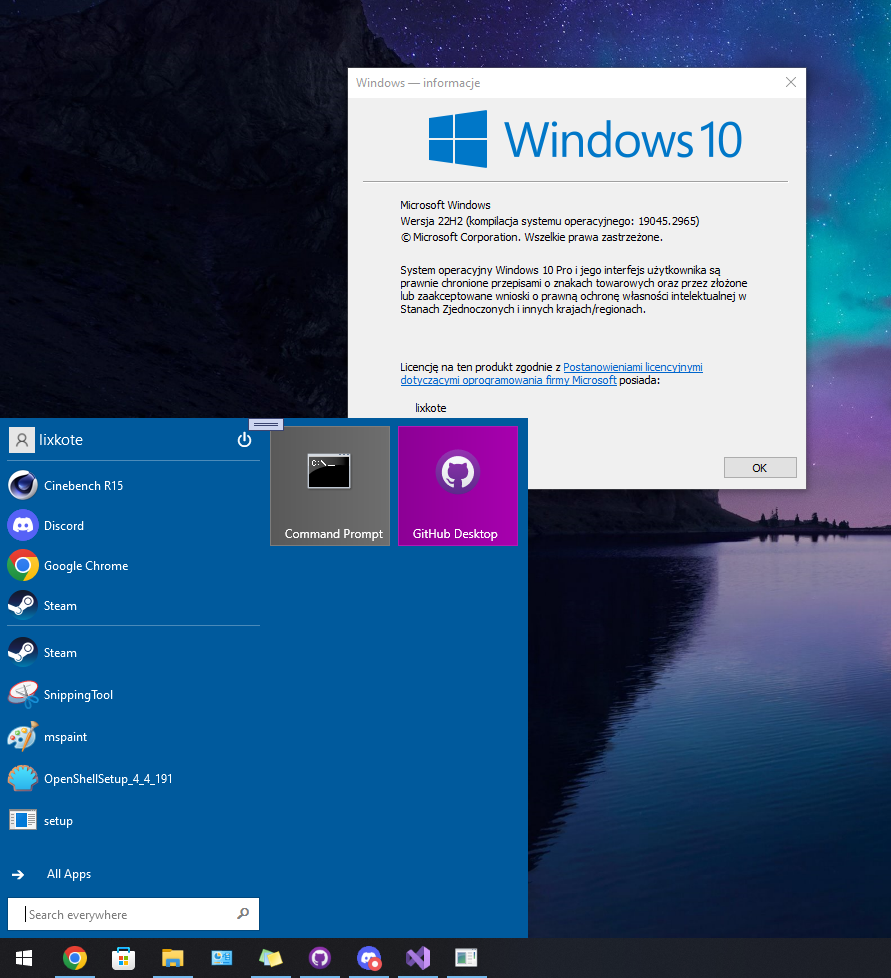 Windows — informacje
Windows 10
Microsoft Windows
Wersja 22H2 (kompilacja systemu operacyjnego: 19045.2965)
© Microsoft Corporation. Wszelkie prawa zastrzeżone.
System operacyjny Windows 10 Pro i jego interfejs użytkownika są
prawnie chronione przepisami o znakach towarowych oraz przez złożone
lub zaakceptowane wnioski o prawną ochronę własności intelektualnej w
Stanach Zjednoczonych i innych krajach/regionach.
Licencję na ten produkt zgodnie z Postanowieniami licencyjnymi
dotyczącymi oprogramowania firmy Microsoft posiada:
lixkote
OK
lixkote
Cinebench R15
Discord
Google Chrome
Steam
Steam
SnippingTool
mspaint
OpenShellSetup_4_4_191
setup
All Apps
Search everywhere
C:\_
Command Prompt
GitHub Desktop